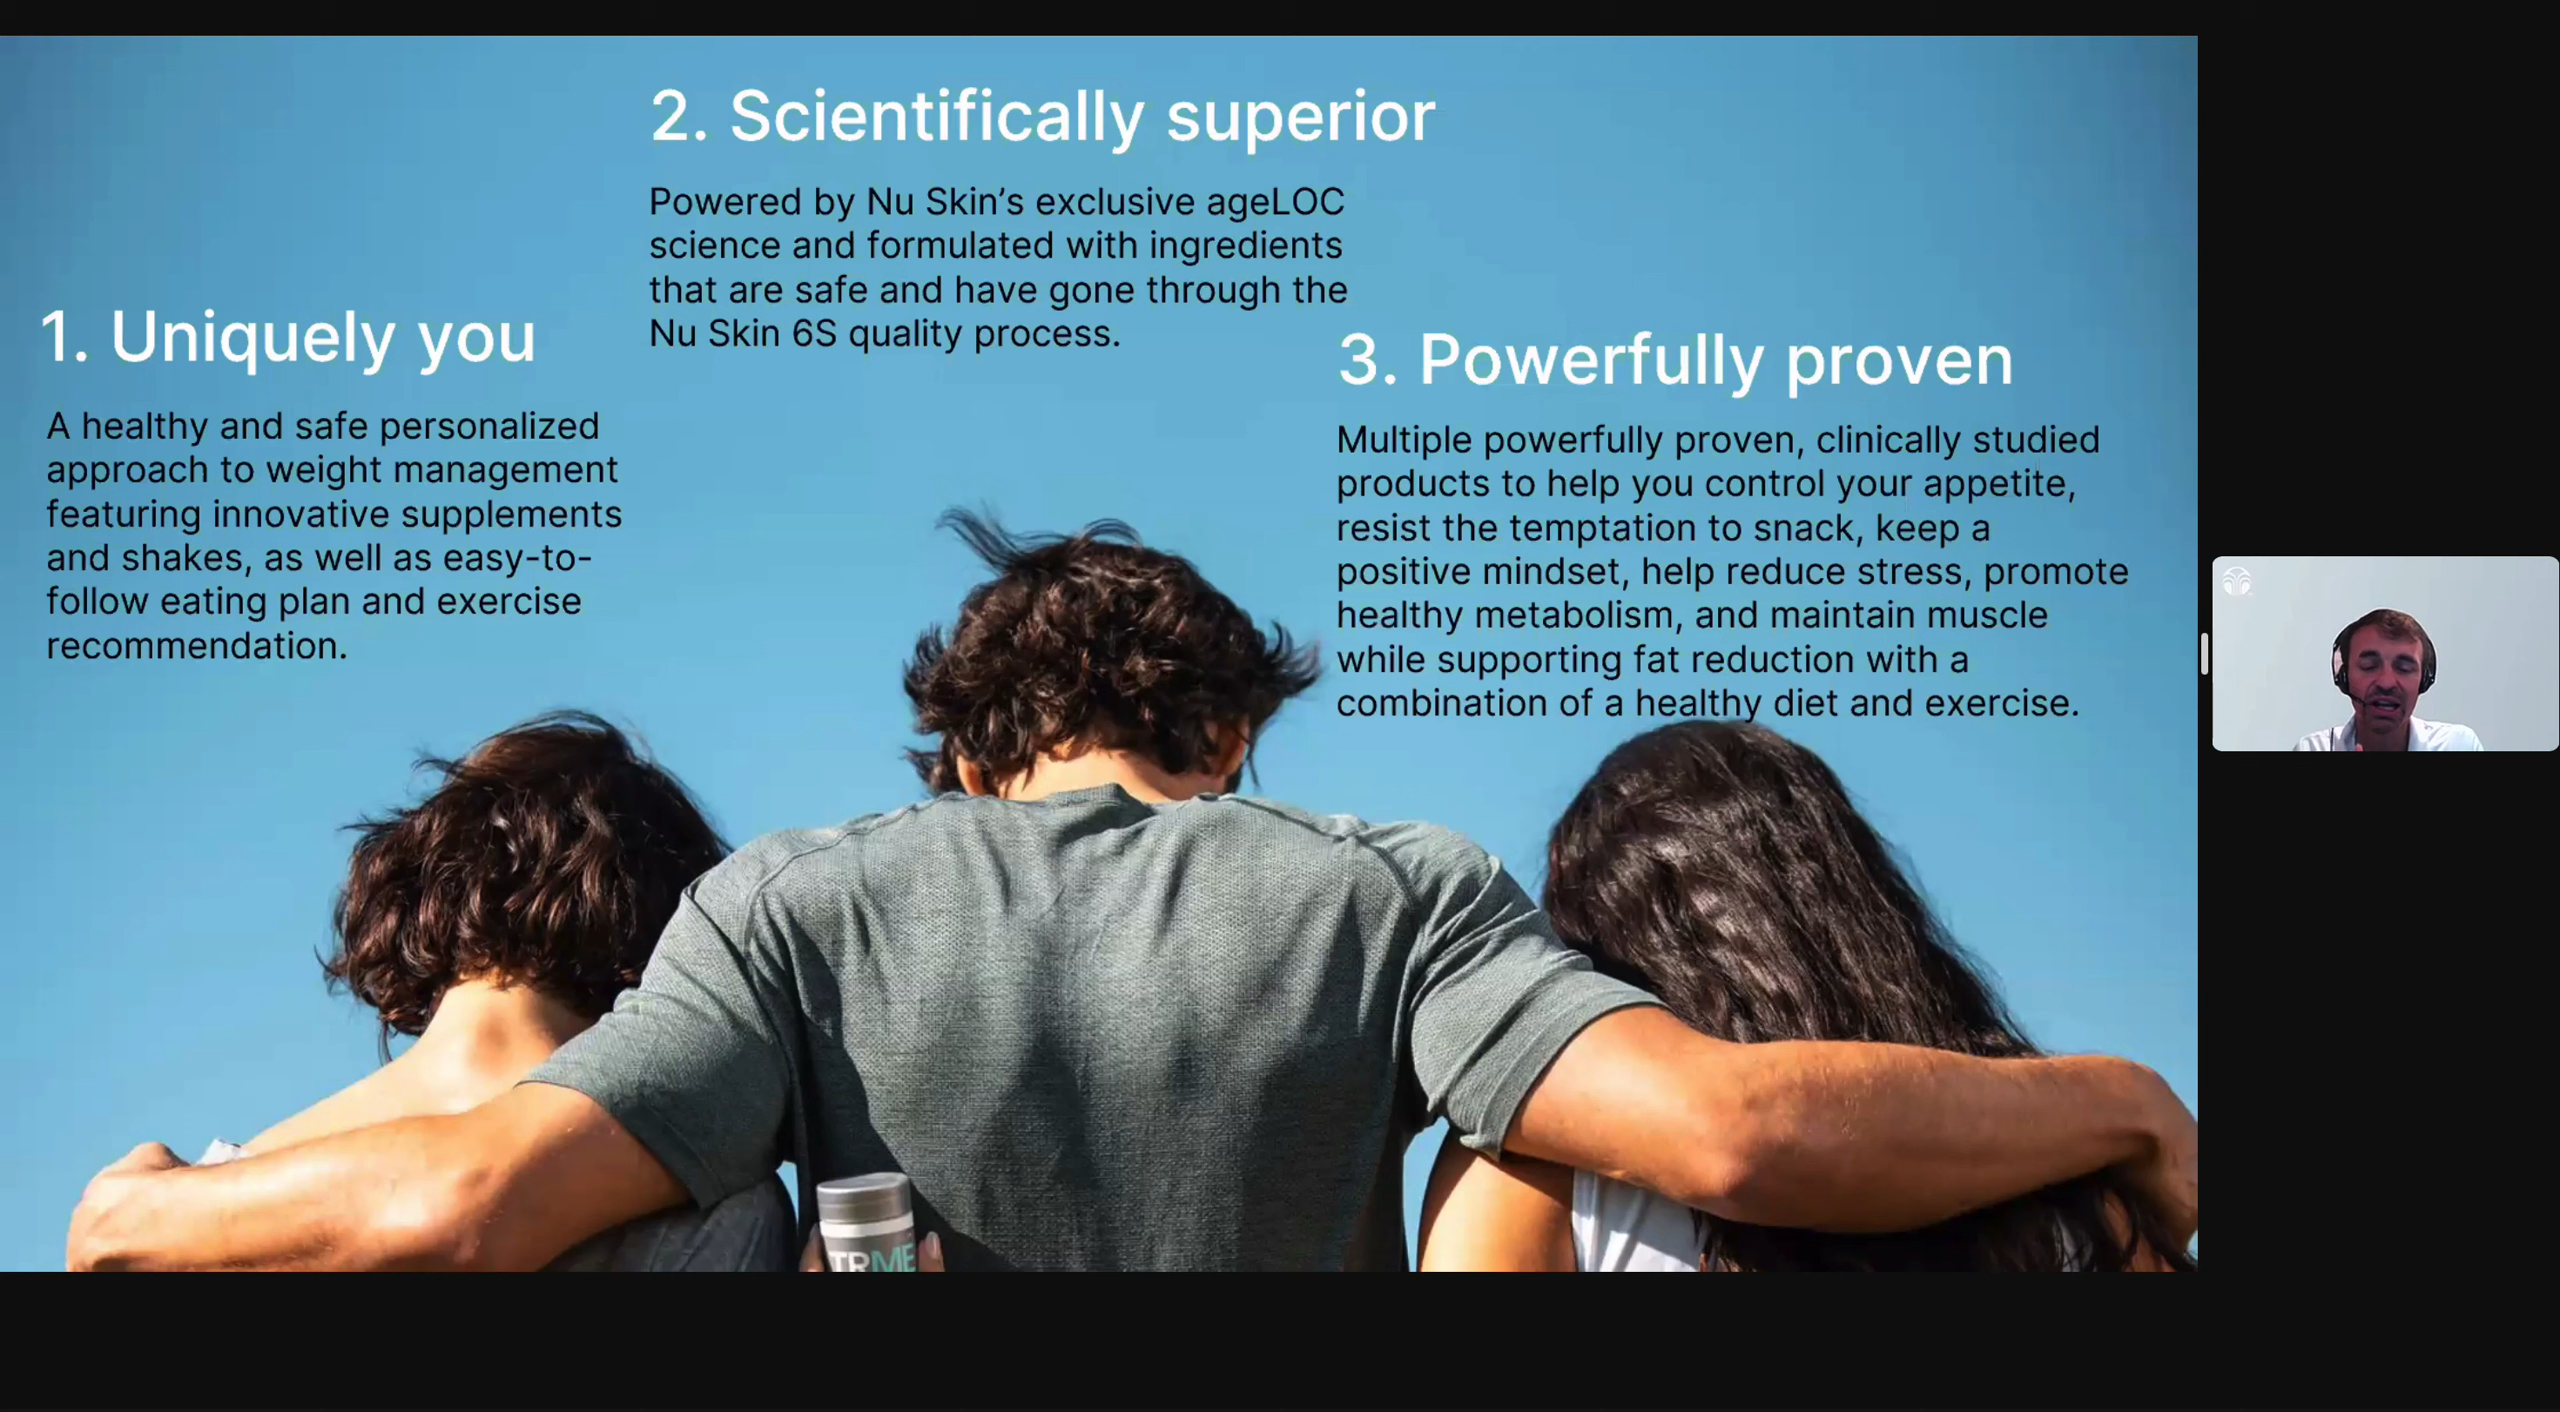 1. Uniquely you
A healthy and safe personalized
approach to weight management
featuring innovative supplements
and shakes, as well as easy-to-
follow eating plan and exercise
recommendation.
2. Scientifically superior
Powered by Nu Skin’s exclusive ageLOC
science and formulated with ingredients
that are safe and have gone through the
Nu Skin 6S quality process.
3. Powerfully proven
Multiple powerfully proven, clinically studied
products to help you control your appetite,
resist the temptation to snack, keep a
positive mindset, help reduce stress, promote
healthy metabolism, and maintain muscle
while supporting fat reduction with a
combination of a healthy diet and exercise.
TRME